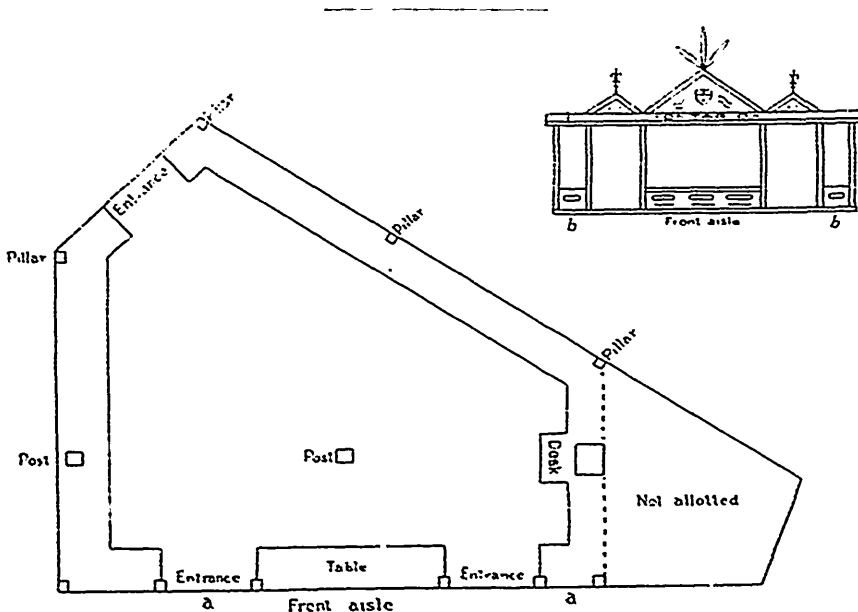 Pillar
Entrance
Pillar
Pillar
Pillar
Post
Post
Desk
Not allotted
Entrance
Table
Entrance
a
Front aisle
a
Front aisle
b
b